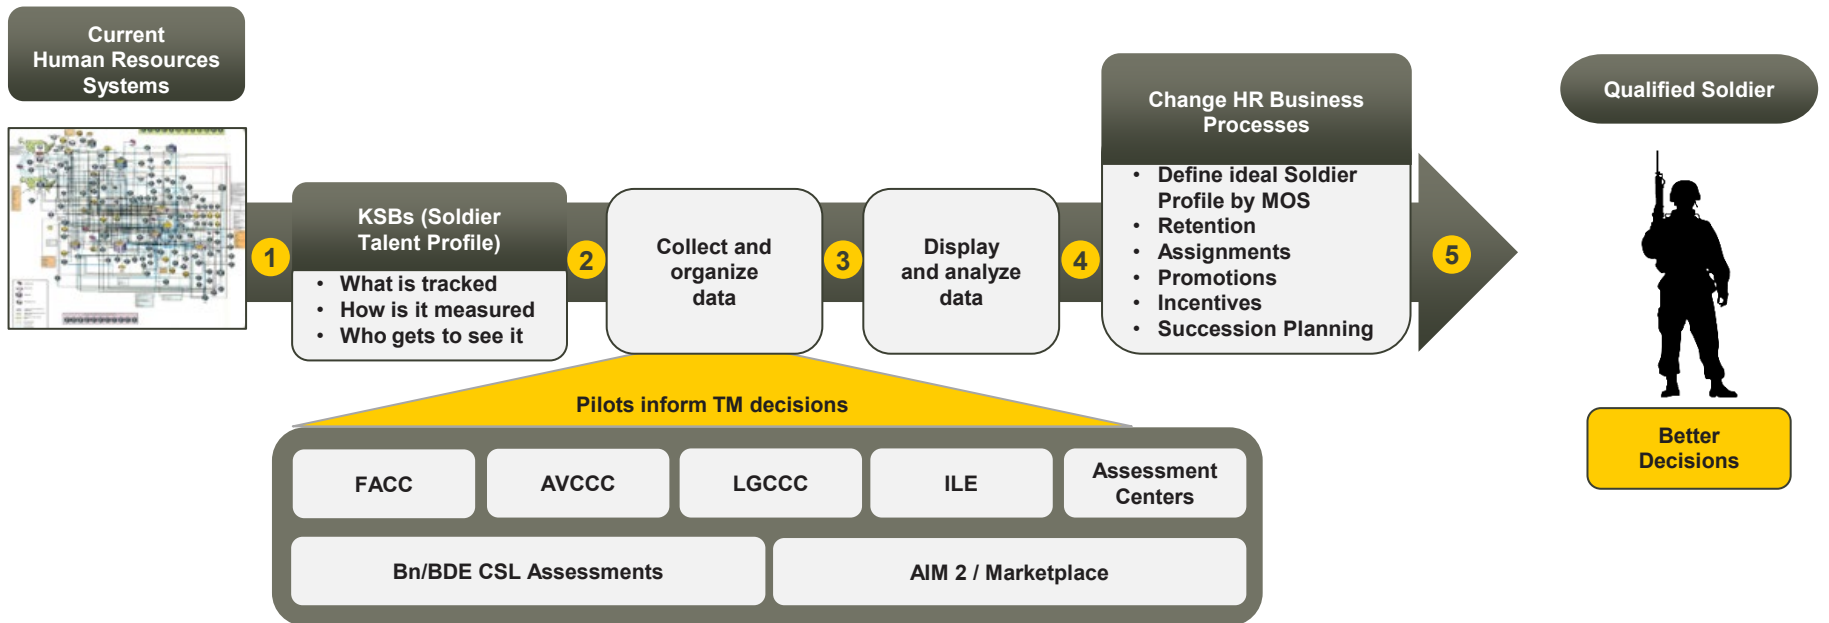 Current
Human Resources
Systems
1
KSBs (Soldier
Talent Profile)
• What is tracked
• How is it measured
• Who gets to see it
2
Collect and
organize
data
3
Display
and analyze
data
4
Change HR Business
Processes
• Define ideal Soldier
Profile by MOS
• Retention
• Assignments
• Promotions
• Incentives
• Succession Planning
5
Qualified Soldier
Better
Decisions
Pilots inform TM decisions
FACC
AVCCC
LGCCC
ILE
Assessment
Centers
Bn/BDE CSL Assessments
AIM 2 / Marketplace